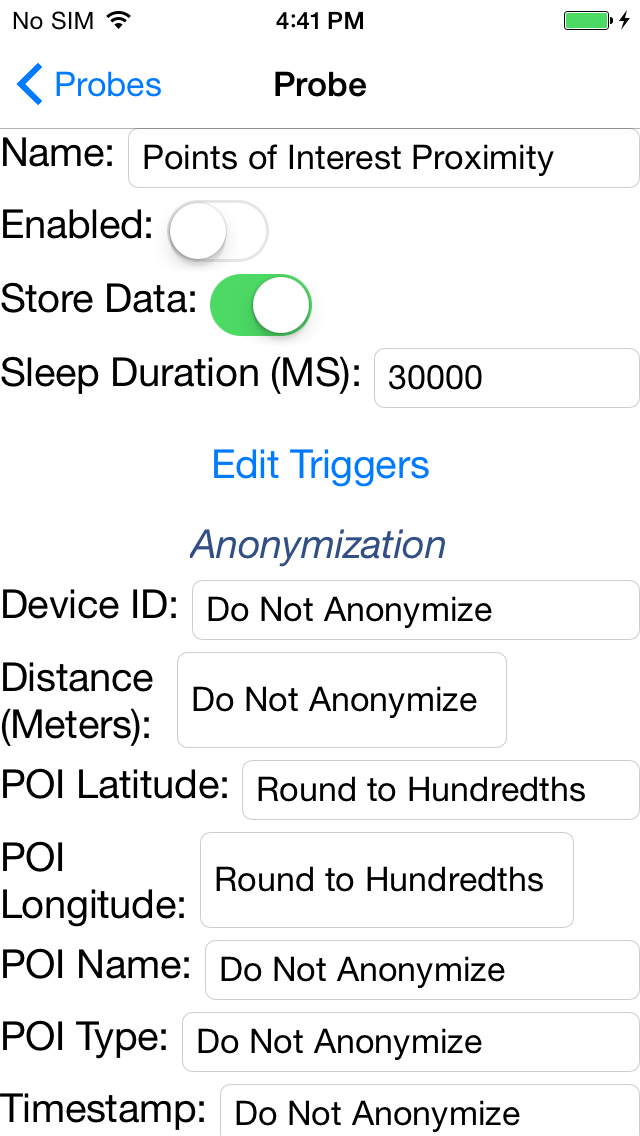 No SIM 4:41 PM
Probes Probe
Name: Points of Interest Proximity
Enabled:
Store Data:
Sleep Duration (MS): 30000
Edit Triggers
Anonymization
Device ID: Do Not Anonymize
Distance
(Meters): Do Not Anonymize
POI Latitude: Round to Hundredths
POI
Longitude: Round to Hundredths
POI Name: Do Not Anonymize
POI Type: Do Not Anonymize
Timestamp: Do Not Anonymize